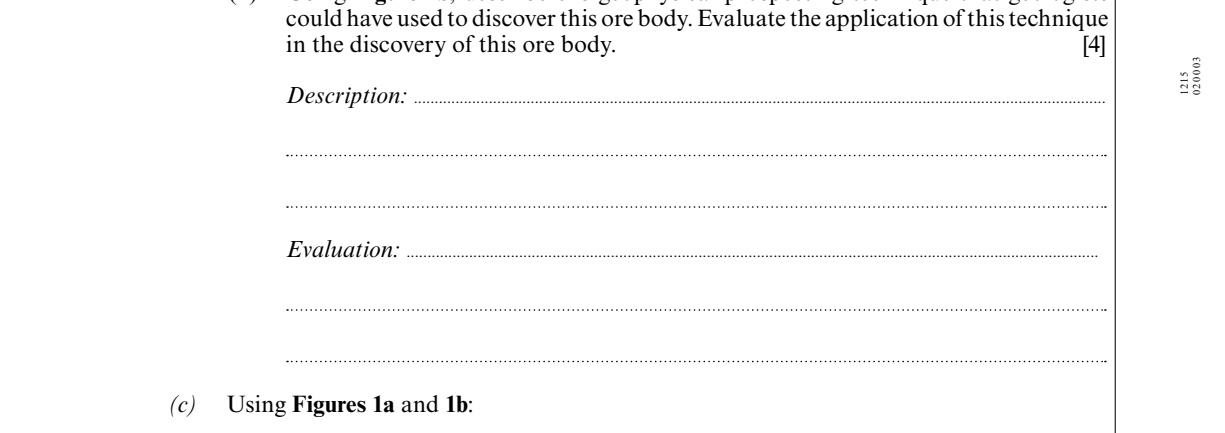 could have used to discover this ore body. Evaluate the application of this technique
in the discovery of this ore body. [4]
Description:
Evaluation:
(c) Using Figures 1a and 1b:
1215
020003